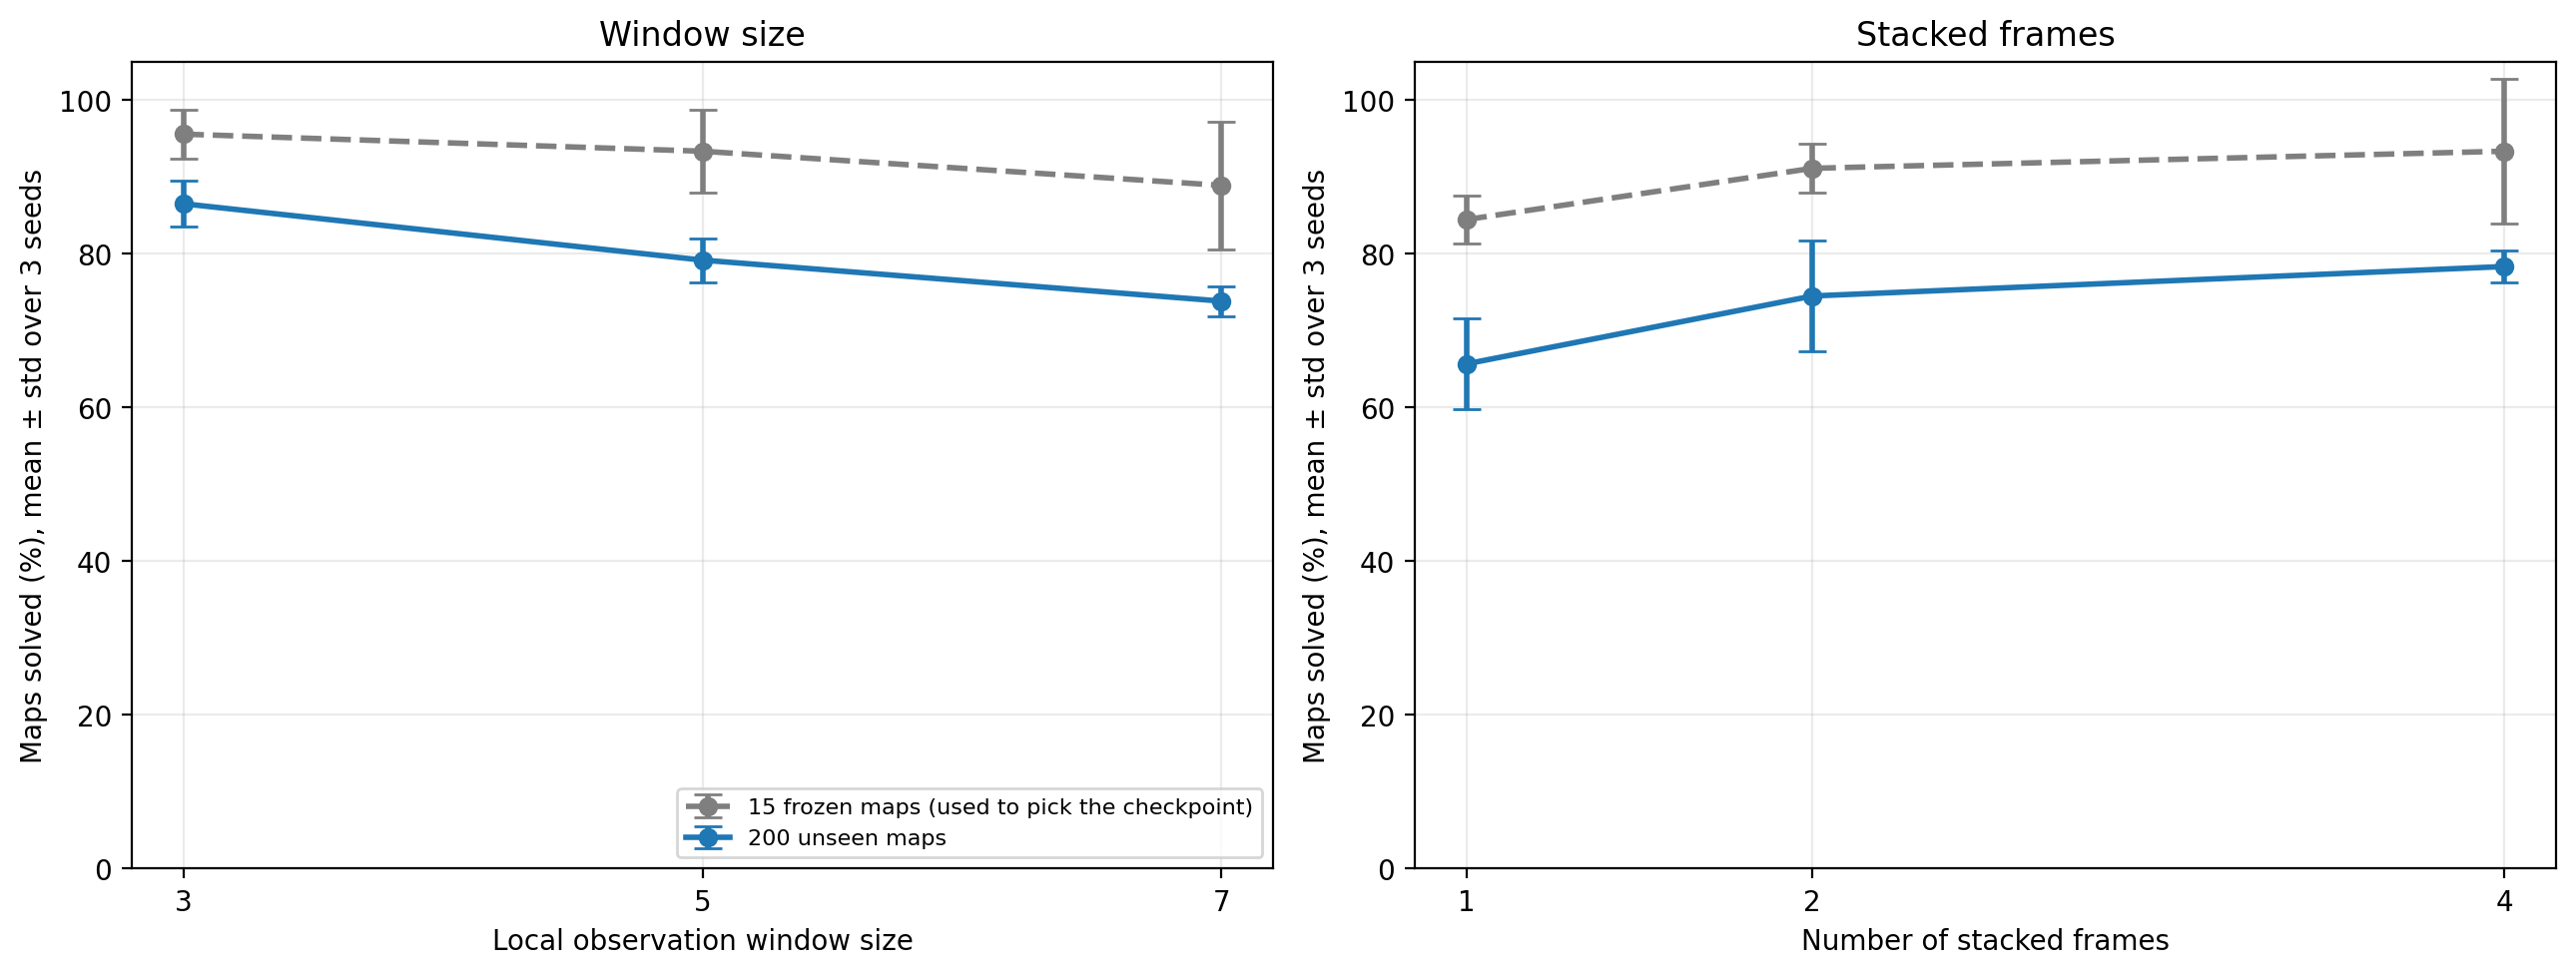 Window size
Maps solved (%), mean ± std over 3 seeds
100
80
60
40
20
0
15 frozen maps (used to pick the checkpoint)
200 unseen maps
3
5
7
Local observation window size
Stacked frames
Maps solved (%), mean ± std over 3 seeds
100
80
60
40
20
0
1
2
4
Number of stacked frames